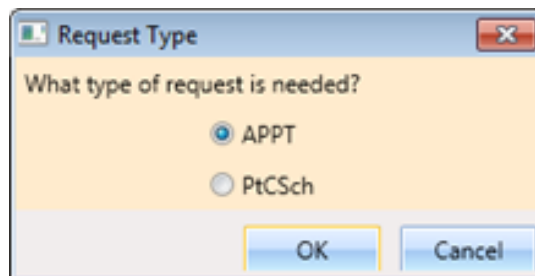 Request Type
What type of request is needed?
APPT
PtCSch
OK Cancel